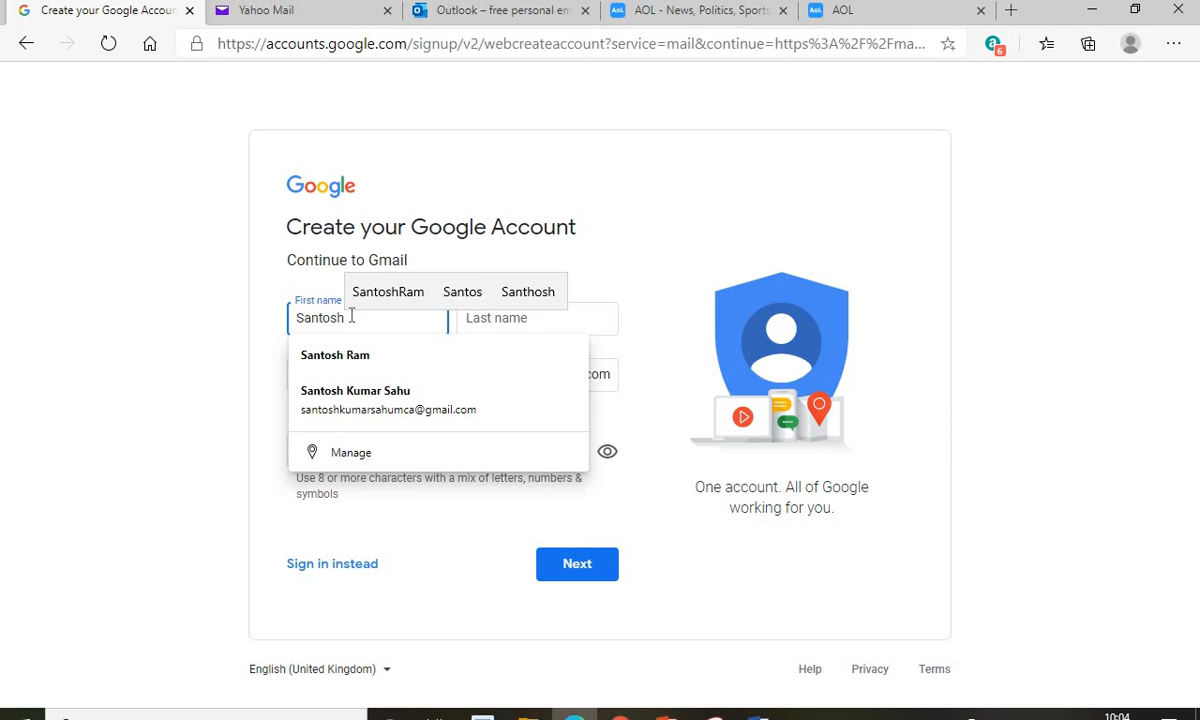 Create your Google Accoun
Yahoo Mail
Outlook – free personal em
AOL - News, Politics, Sports
AOL
https://accounts.google.com/signup/v2/webcreateaccount?service=mail&continue=https%3A%2F%2Fma...
6
Google
Create your Google Account
Continue to Gmail
SantoshRam Santos Santhosh
First name
Santosh
Last name
Santosh Ram
com
Santosh Kumar Sahu
santoshkumarsahumca@gmail.com
Manage
Use 8 or more characters with a mix of letters, numbers &
symbols
One account. All of Google
working for you.
Sign in instead
Next
English (United Kingdom)
Help Privacy Terms
10:04